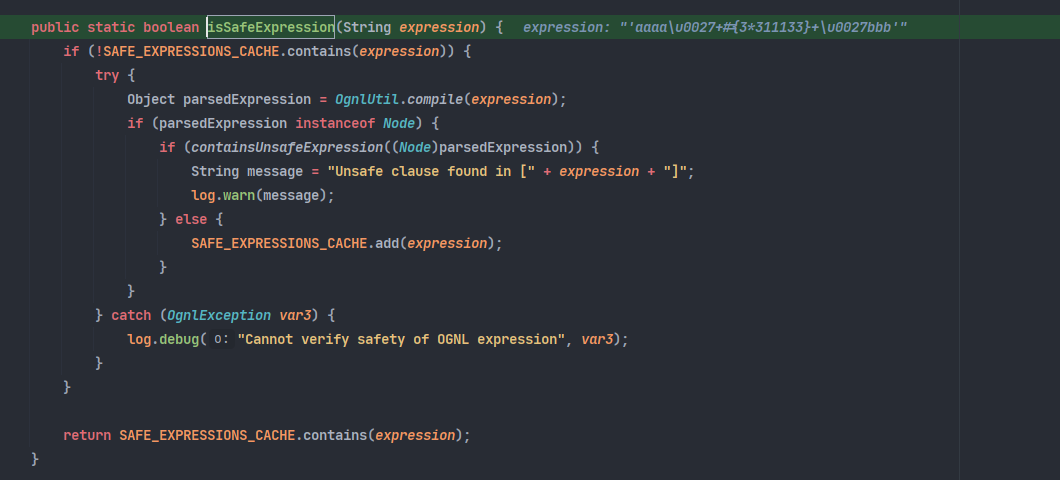 public static boolean isSafeExpression(String expression) { expression: "'aaaa\u0027+#{3*311133}+\u0027bbb'"
if (!SAFE_EXPRESSIONS_CACHE.contains(expression)) {
try {
Object parsedExpression = OgnlUtil.compile(expression);
if (parsedExpression instanceof Node) {
if (containsUnsafeExpression((Node)parsedExpression)) {
String message = "Unsafe clause found in [" + expression + "]";
log.warn(message);
} else {
SAFE_EXPRESSIONS_CACHE.add(expression);
}
}
} catch (OgnlException var3) {
log.debug( o: "Cannot verify safety of OGNL expression", var3);
}
}
return SAFE_EXPRESSIONS_CACHE.contains(expression);
}